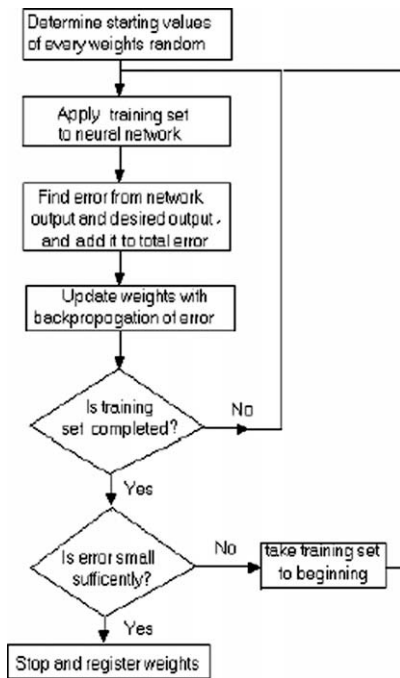 Determine starting values
of every weights random
Apply training set
to neural network
Find error from network
output and desired output,
and add it to total error
Update weights with
backpropogation of error
Is training
set completed?
No
Yes
Is error small
sufficently?
No
take training set
to beginning
Yes
Stop and register weights